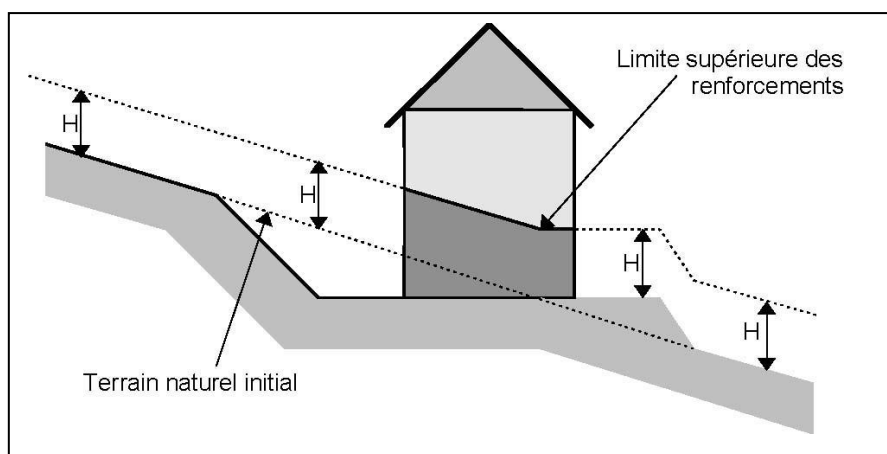 Limite supérieure des
renforcements
H
H
H
H
Terrain naturel initial